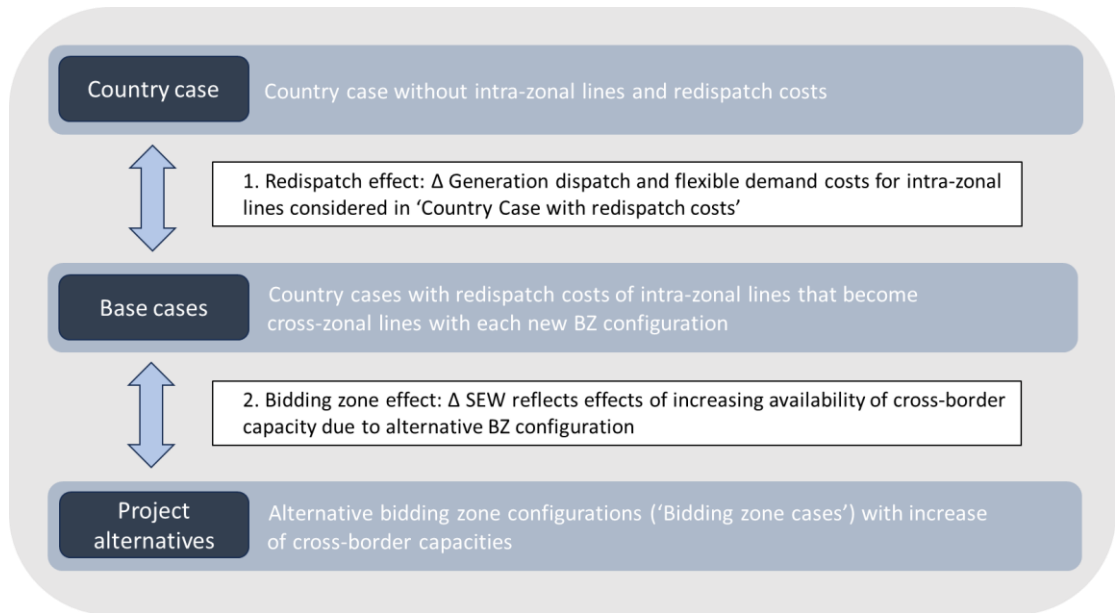 Country case
Country case without intra-zonal lines and redispatch costs
1. Redispatch effect: Δ Generation dispatch and flexible demand costs for intra-zonal
lines considered in ‘Country Case with redispatch costs’
Base cases
Country cases with redispatch costs of intra-zonal lines that become
cross-zonal lines with each new BZ configuration
2. Bidding zone effect: Δ SEW reflects effects of increasing availability of cross-border
capacity due to alternative BZ configuration
Project
alternatives
Alternative bidding zone configurations (‘Bidding zone cases’) with increase
of cross-border capacities